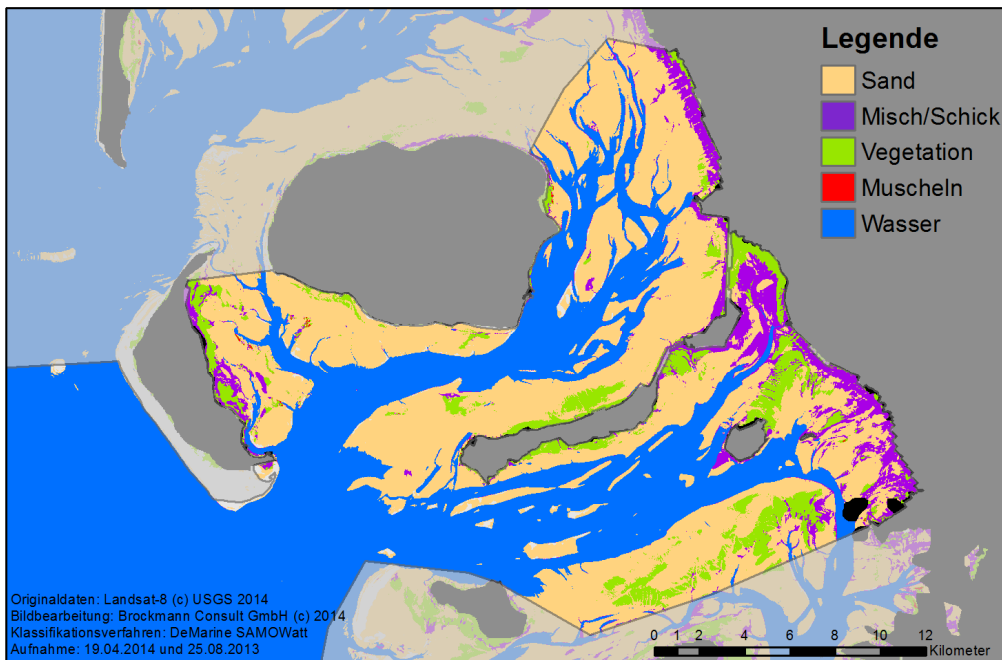 Legende
Sand
Misch/Schick
Vegetation
Muscheln
Wasser
Originaldaten: Landsat-8 (c) USGS 2014
Bildbearbeitung: Brockmann Consult GmbH (c) 2014
Klassifikationsverfahren: DeMarine SAMOWatt
Aufnahme: 19.04.2014 und 25.08.2013
0 1 2 4 6 8 10 12
Kilometer